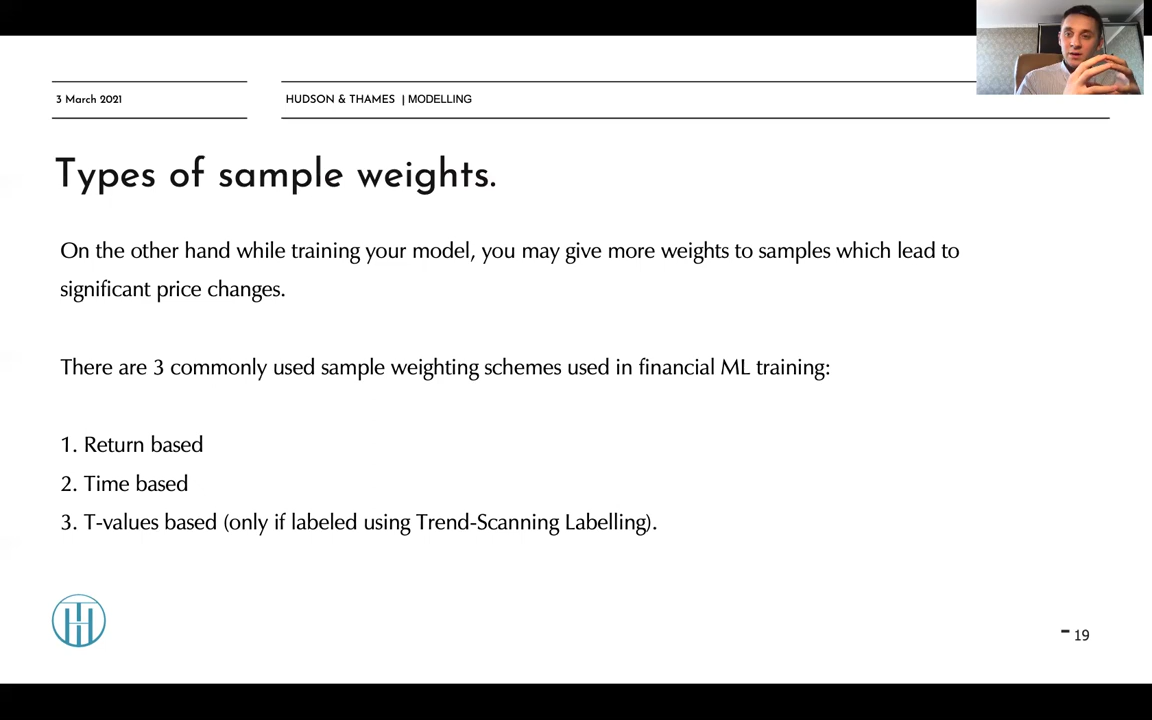 3 March 2021
HUDSON & THAMES | MODELLING
Types of sample weights.
On the other hand while training your model, you may give more weights to samples which lead to
significant price changes.
There are 3 commonly used sample weighting schemes used in financial ML training:
1. Return based
2. Time based
3. T-values based (only if labeled using Trend-Scanning Labelling).
19